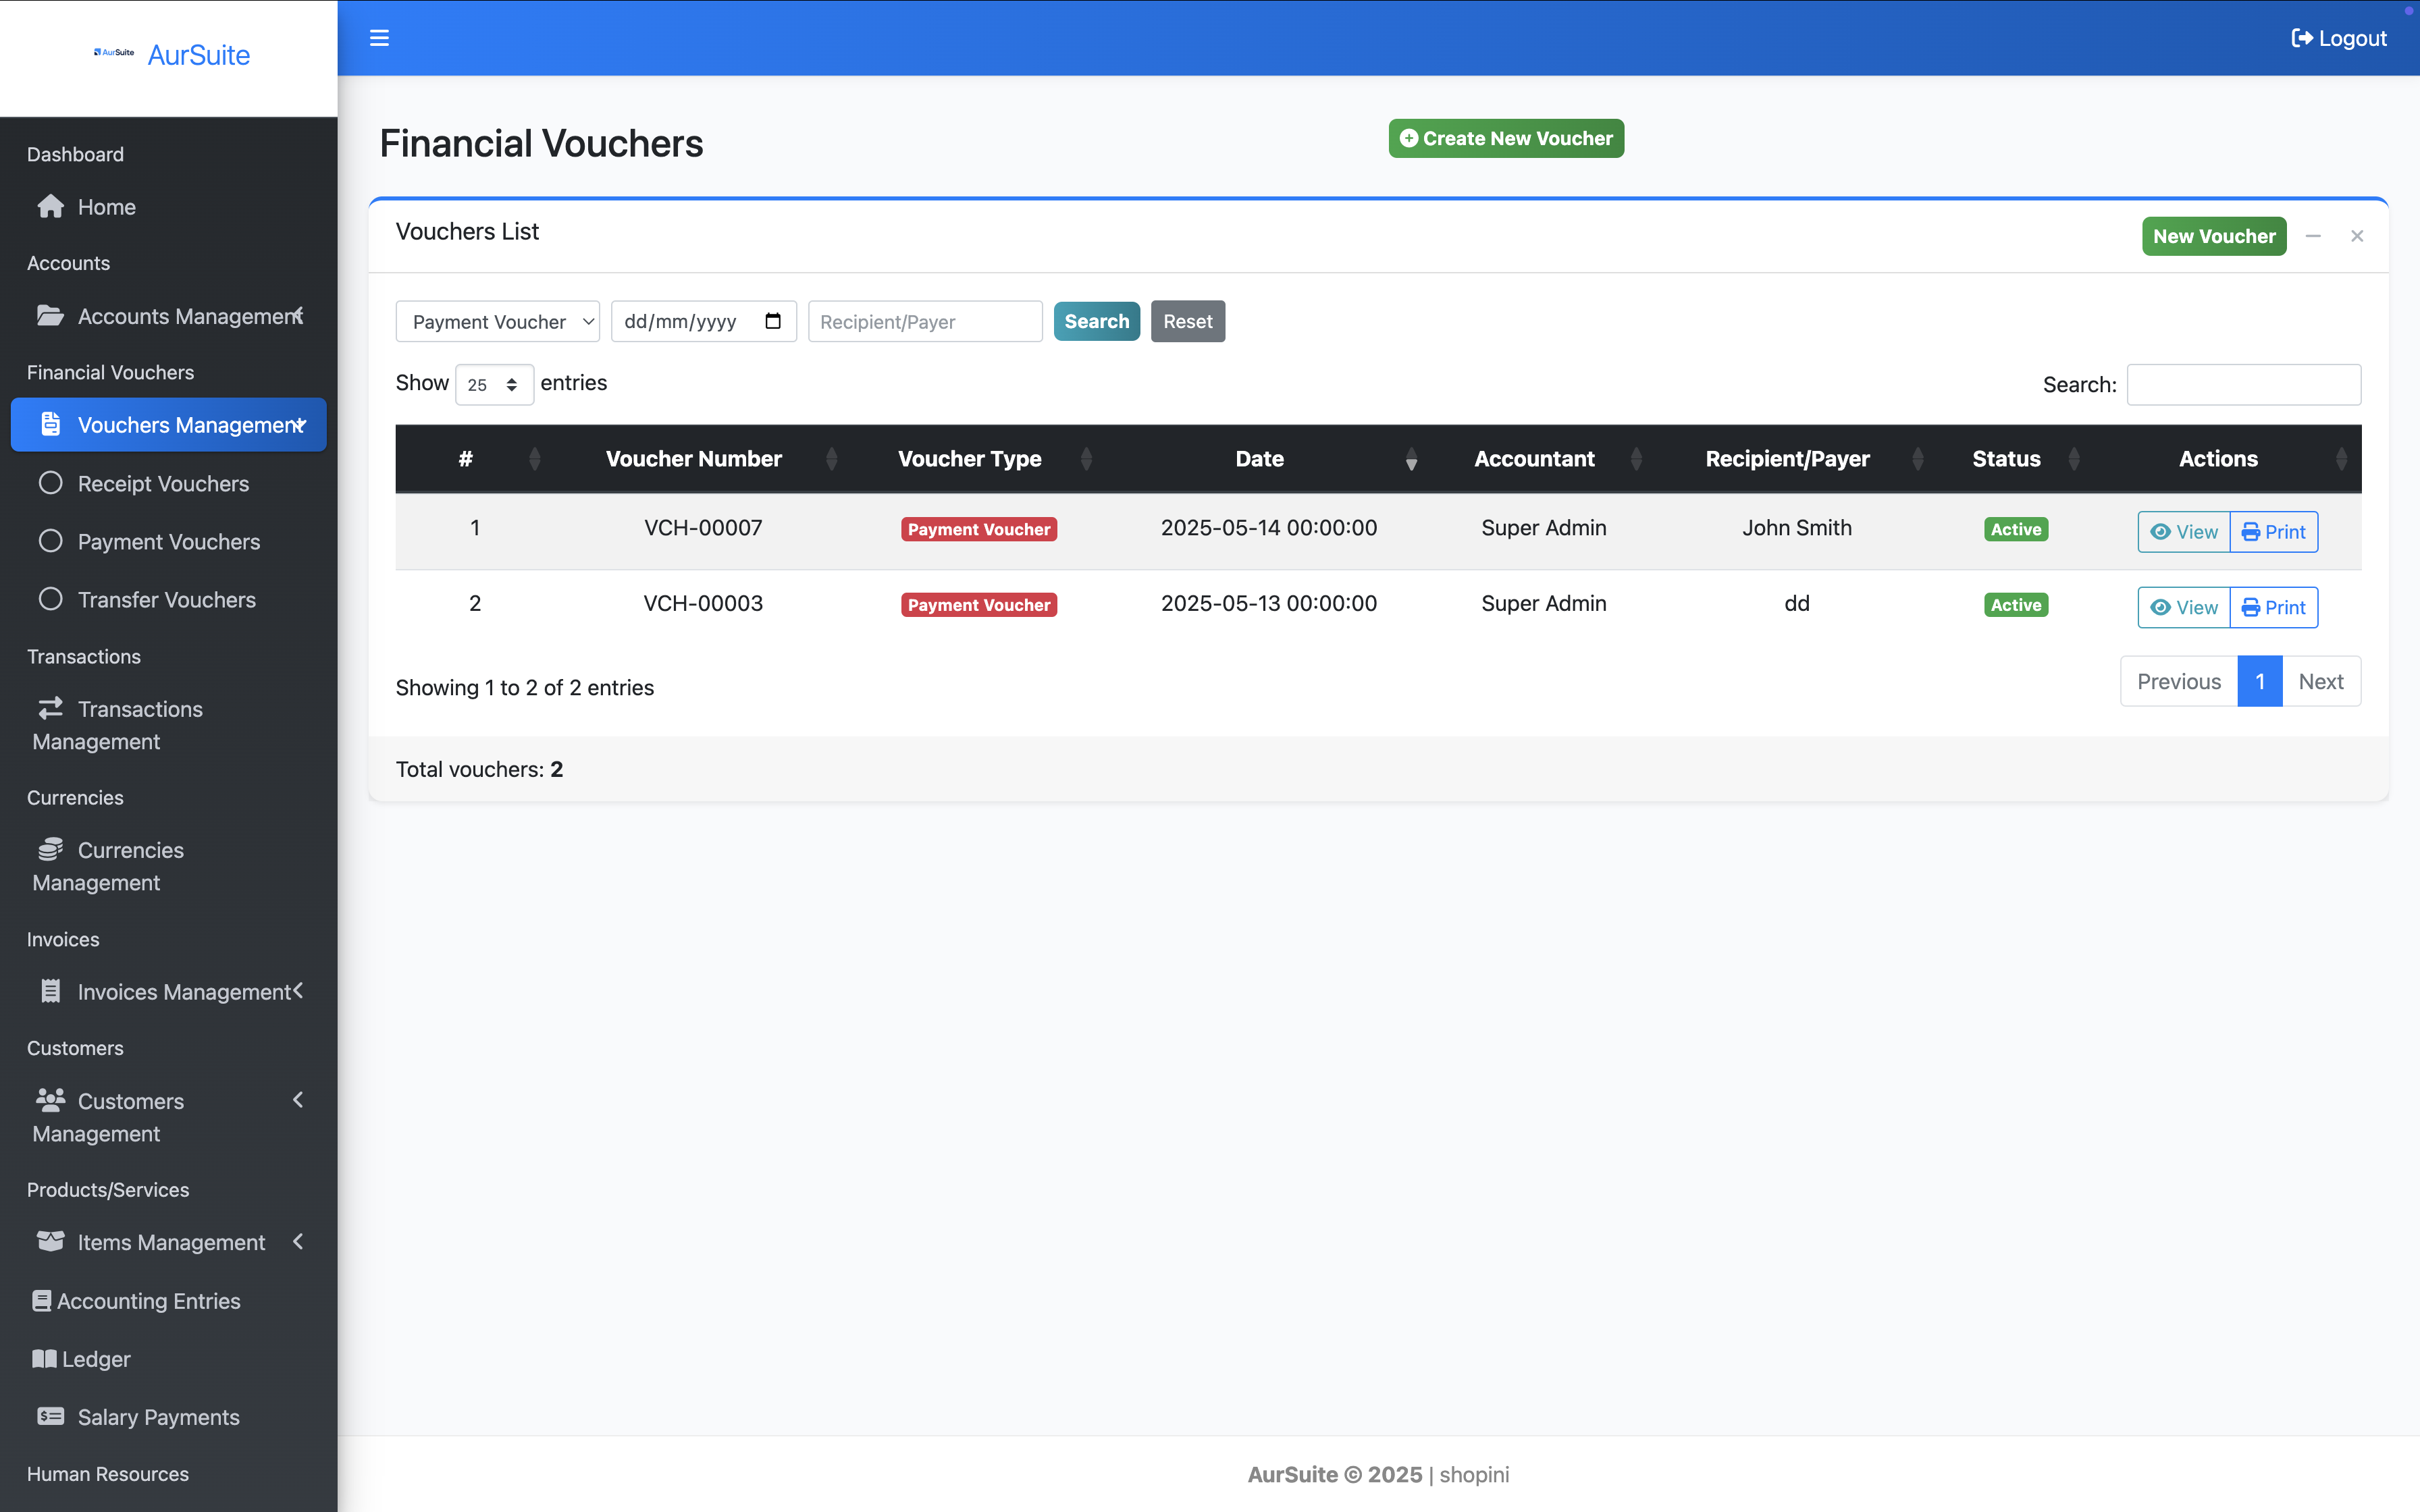 AurSuite AurSuite
Logout
Dashboard
Home
Accounts
Accounts Management
Financial Vouchers
Vouchers Management
Receipt Vouchers
Payment Vouchers
Transfer Vouchers
Transactions
Transactions
Management
Currencies
Currencies
Management
Invoices
Invoices Management
Customers
Customers
Management
Products/Services
Items Management
Accounting Entries
Ledger
Salary Payments
Human Resources
Financial Vouchers
Create New Voucher
Vouchers List
New Voucher
Payment Voucher dd/mm/yyyy Recipient/Payer Search Reset
Show 25 entries
Search:
# Voucher Number Voucher Type Date Accountant Recipient/Payer Status Actions
1 VCH-00007 Payment Voucher 2025-05-14 00:00:00 Super Admin John Smith Active View Print
2 VCH-00003 Payment Voucher 2025-05-13 00:00:00 Super Admin dd Active View Print
Showing 1 to 2 of 2 entries
Previous 1 Next
Total vouchers: 2
AurSuite © 2025 | shopini